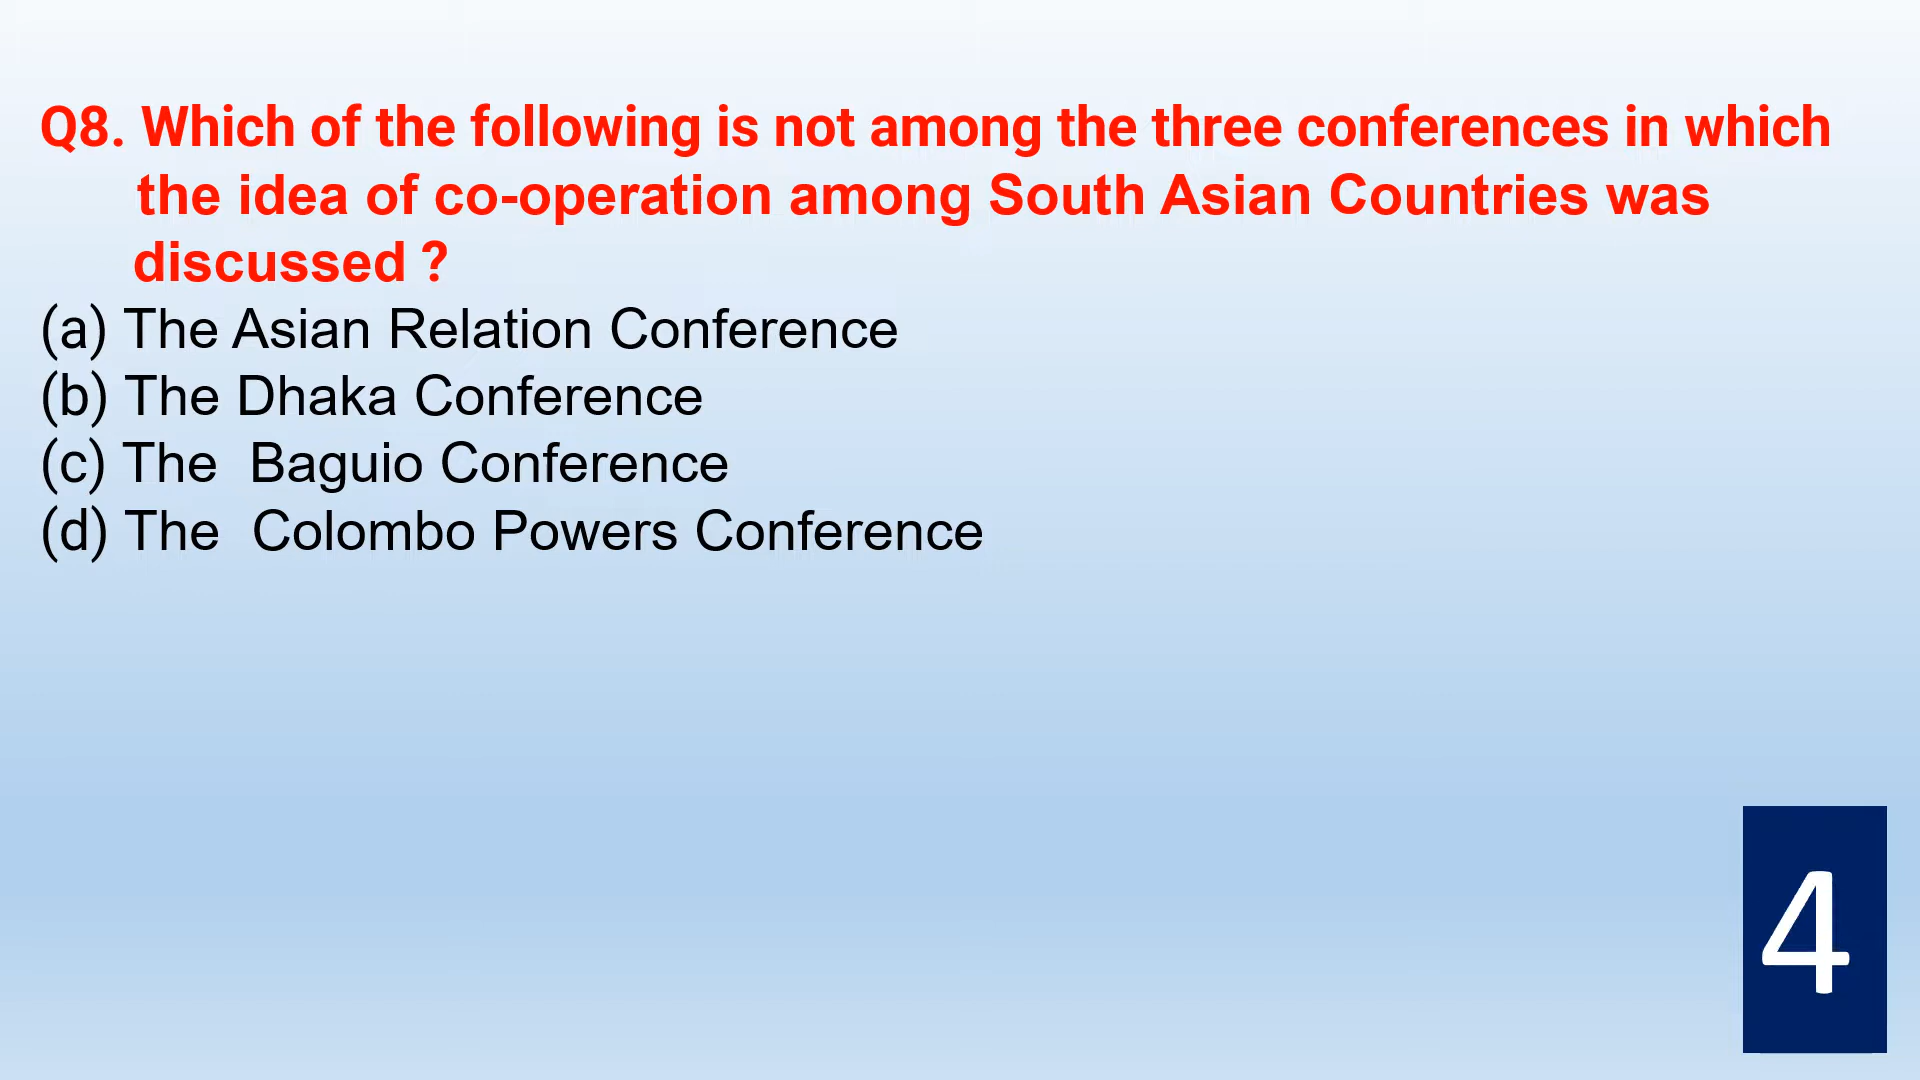 Q8. Which of the following is not among the three conferences in which
the idea of co-operation among South Asian Countries was
discussed ?
(a) The Asian Relation Conference
(b) The Dhaka Conference
(c) The  Baguio Conference
(d) The  Colombo Powers Conference
4